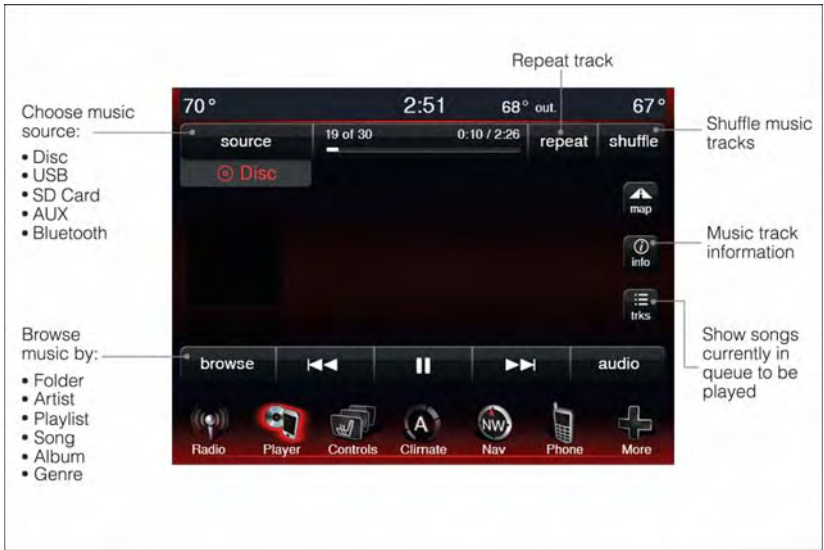 Repeat track
Choose music
source:
• Disc
• USB
• SD Card
• AUX
• Bluetooth
70° 2:51 68° out. 67°
source 19 of 30 0:10 / 2:26 repeat shuffle
Disc
Shuffle music
tracks
map
info
Music track
information
trks
Show songs
currently in
queue to be
played
Browse
music by:
• Folder
• Artist
• Playlist
• Song
• Album
• Genre
browse audio
A NW
Radio Player Controls Climate Nav Phone More